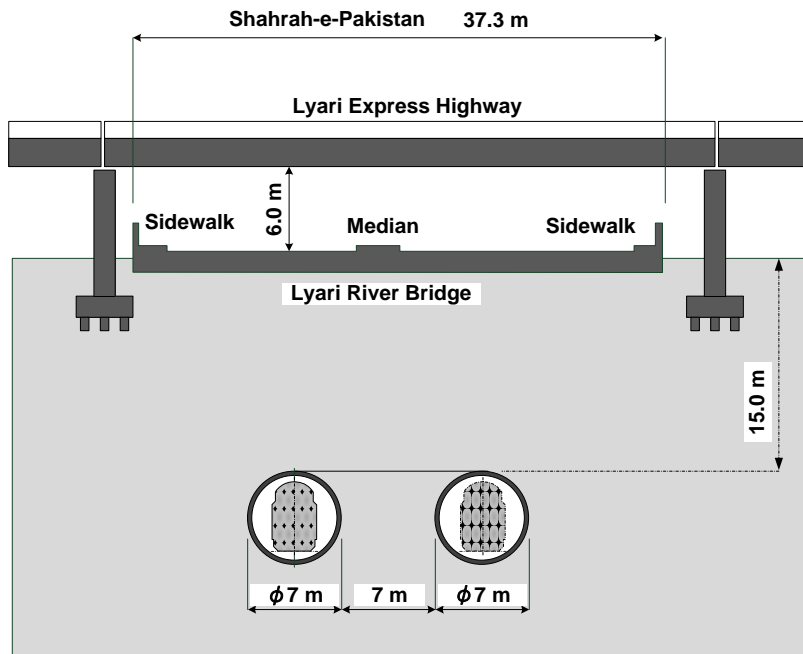 Shahrah-e-Pakistan 37.3 m
Lyari Express Highway
6.0 m
Sidewalk
Median
Sidewalk
Lyari River Bridge
15.0 m
ϕ7 m
7 m
ϕ7 m